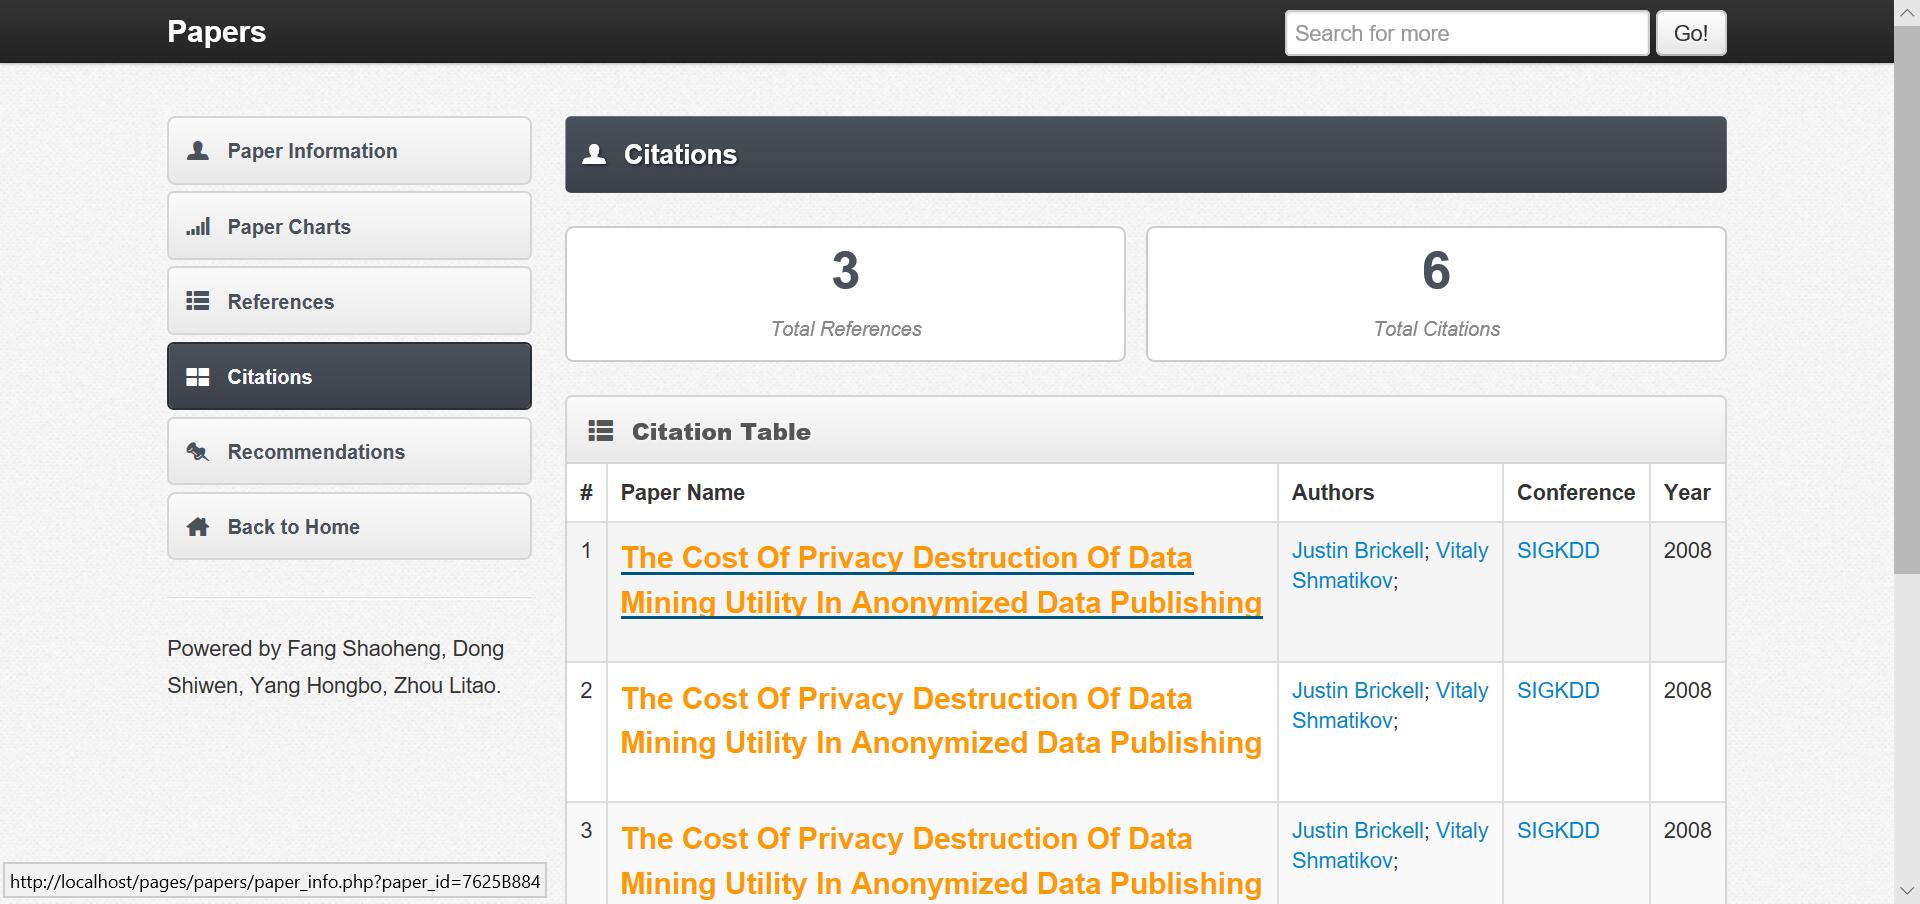 Papers
Search for more
Go!
Paper Information
Paper Charts
References
Citations
Recommendations
Back to Home
Powered by Fang Shaoheng, Dong
Shiwen, Yang Hongbo, Zhou Litao.
Citations
3
Total References
6
Total Citations
Citation Table
# Paper Name Authors Conference Year
1 The Cost Of Privacy Destruction Of Data Justin Brickell; Vitaly SIGKDD 2008
Mining Utility In Anonymized Data Publishing Shmatikov;
2 The Cost Of Privacy Destruction Of Data Justin Brickell; Vitaly SIGKDD 2008
Mining Utility In Anonymized Data Publishing Shmatikov;
3 The Cost Of Privacy Destruction Of Data Justin Brickell; Vitaly SIGKDD 2008
Mining Utility In Anonymized Data Publishing Shmatikov;
http://localhost/pages/papers/paper_info.php?paper_id=7625B884